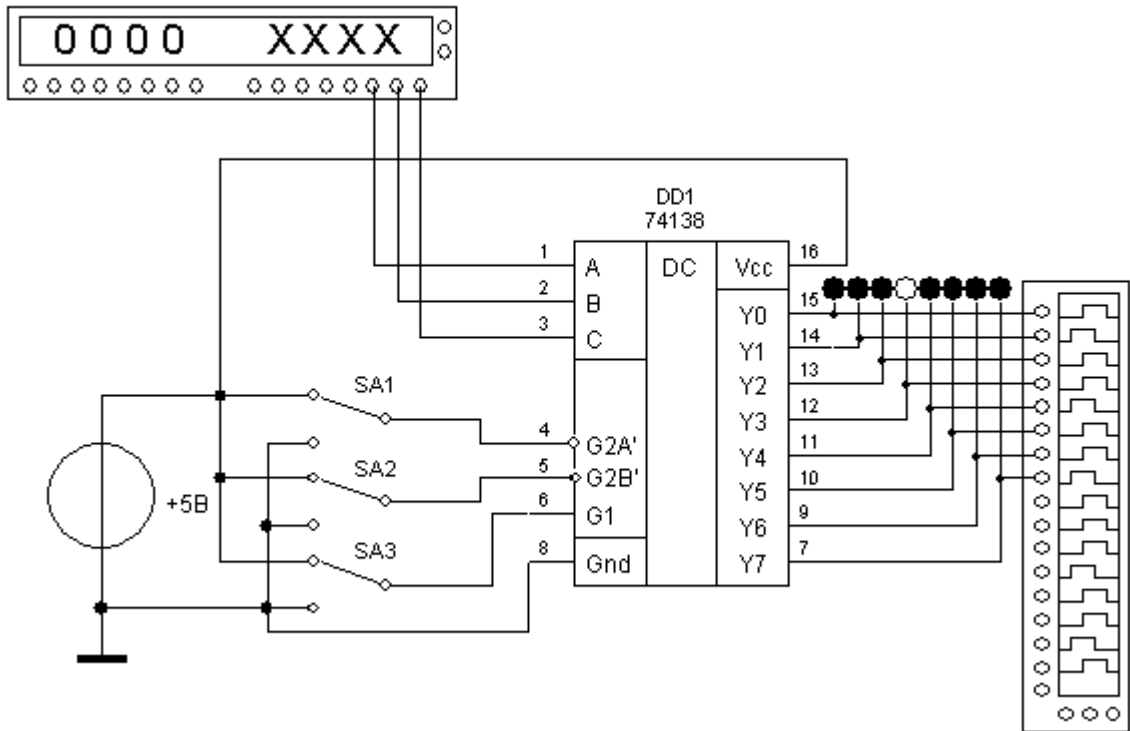 0000 XXXX
DD1
74138
1 A DC Vcc 16
2 B Y0 15
3 C Y1 14
Y2 13
SA1 Y3 12
4 G2A' Y4 11
SA2 5 G2B' Y5 10
+5В 6 G1 Y6 9
SA3 8 Gnd Y7 7